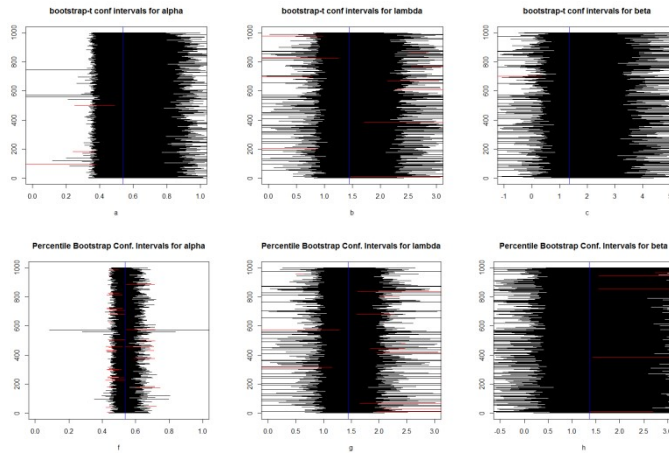 bootstrap-t conf intervals for alpha
bootstrap-t conf intervals for lambda
bootstrap-t conf intervals for beta
0 200 400 600 800 1000
0.0 0.2 0.4 0.6 0.8 1.0
a
0 200 400 600 800 1000
0.0 0.5 1.0 1.5 2.0 2.5 3.0
b
0 200 400 600 800 1000
-1 0 1 2 3 4 5
c
Percentile Bootstrap Conf. Intervals for alpha
Percentile Bootstrap Conf. Intervals for lambda
Percentile Bootstrap Conf. Intervals for beta
0 200 400 600 800 1000
0.0 0.2 0.4 0.6 0.8 1.0
f
0 200 400 600 800 1000
0.0 0.5 1.0 1.5 2.0 2.5 3.0
g
0 200 400 600 800 1000
-0.5 0.0 0.5 1.0 1.5 2.0 2.5 3.0
h